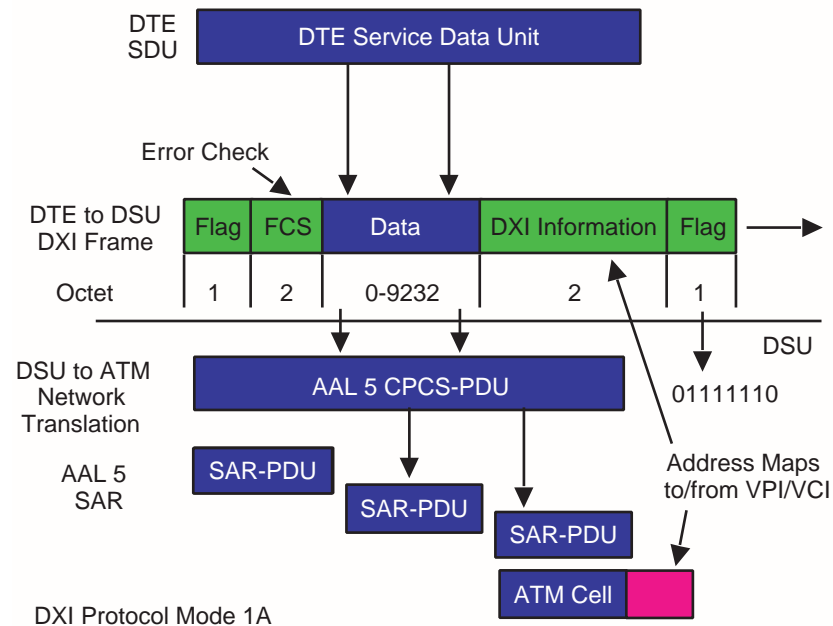 DTE
SDU
DTE Service Data Unit
Error Check
DTE to DSU
DXI Frame
Flag
FCS
Data
DXI Information
Flag
Octet
1
2
0-9232
2
1
DSU
DSU to ATM
Network
Translation
AAL 5 CPCS-PDU
01111110
AAL 5
SAR
SAR-PDU
SAR-PDU
SAR-PDU
Address Maps
to/from VPI/VCI
ATM Cell
DXI Protocol Mode 1A